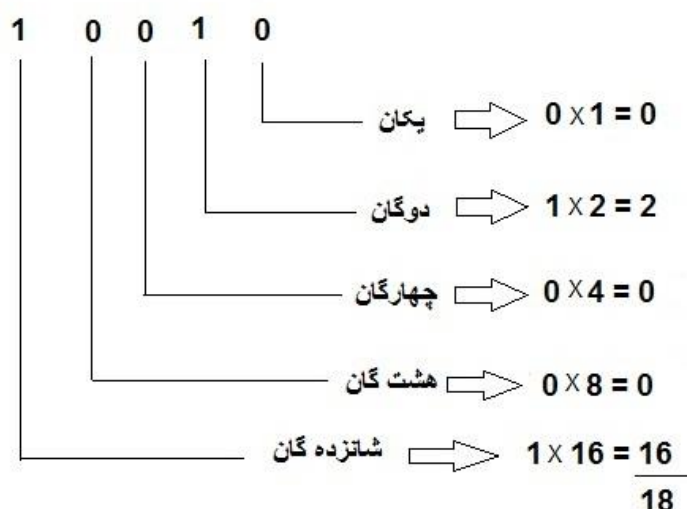 1 0 0 1 0
یکان 0 X 1 = 0
دوگان 1 X 2 = 2
چهارگان 0 X 4 = 0
هشت گان 0 X 8 = 0
شانزده گان 1 X 16 = 16
18